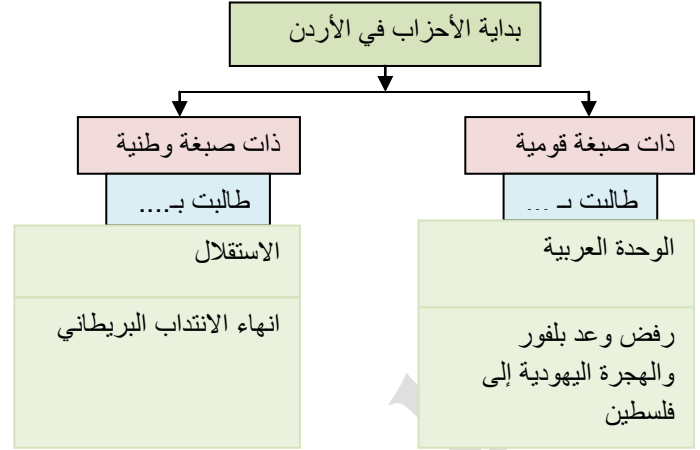 بداية الأحزاب في الأردن
ذات صبغة قومية
طالبت بـ ...
الوحدة العربية
رفض وعد بلفور
والهجرة اليهودية إلى
فلسطين
ذات صبغة وطنية
طالبت بـ....
الاستقلال
انهاء الانتداب البريطاني